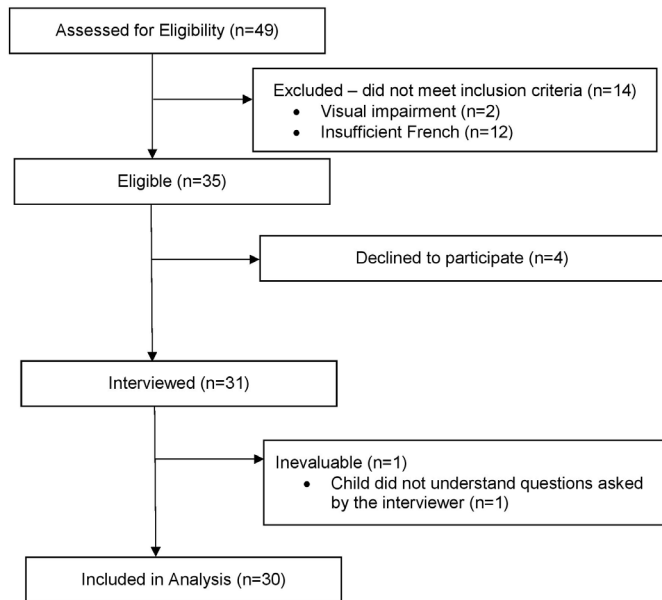 Assessed for Eligibility (n=49)
Excluded – did not meet inclusion criteria (n=14)
• Visual impairment (n=2)
• Insufficient French (n=12)
Eligible (n=35)
Declined to participate (n=4)
Interviewed (n=31)
Inevaluable (n=1)
• Child did not understand questions asked
by the interviewer (n=1)
Included in Analysis (n=30)